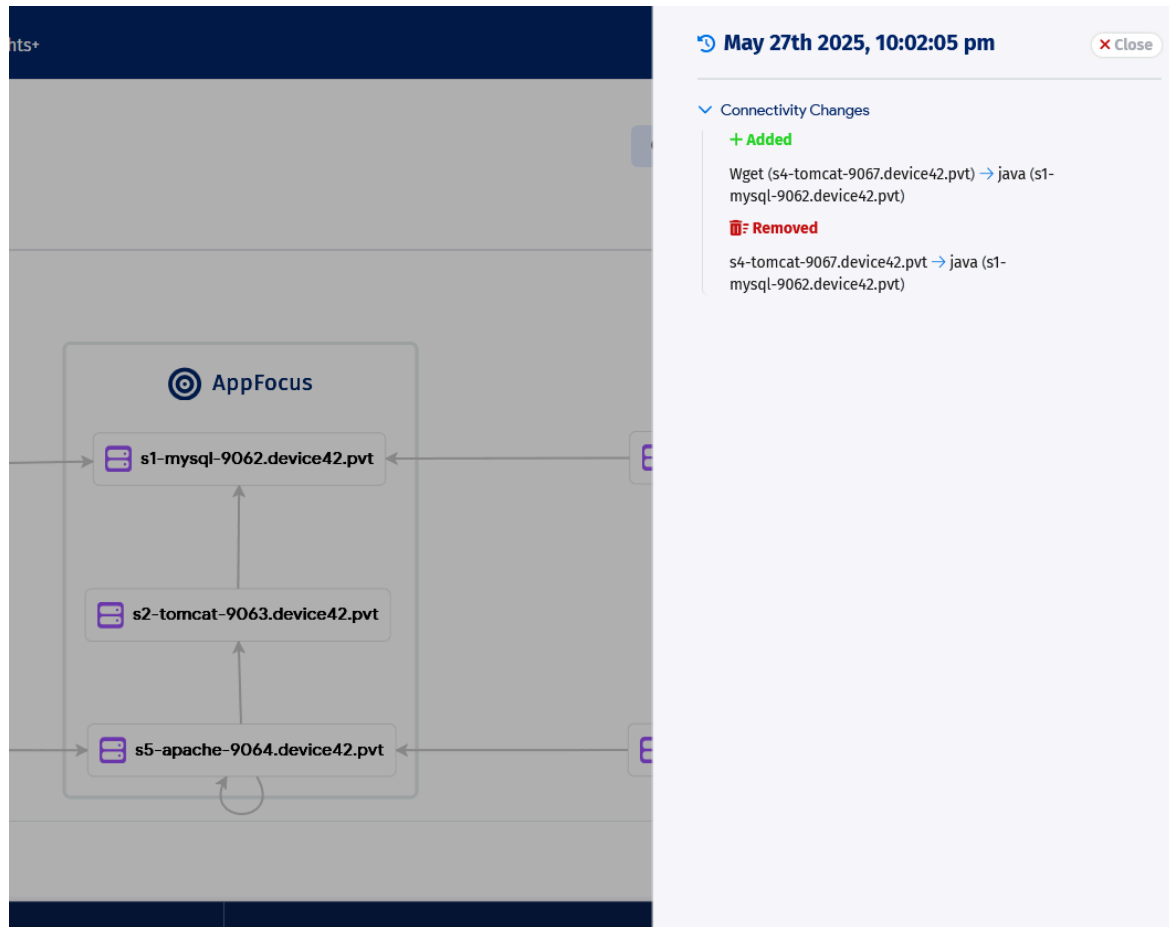 hts+
May 27th 2025, 10:02:05 pm
Close
Connectivity Changes
+ Added
Wget (s4-tomcat-9067.device42.pvt) → java (s1-
mysql-9062.device42.pvt)
Removed
s4-tomcat-9067.device42.pvt → java (s1-
mysql-9062.device42.pvt)
AppFocus
s1-mysql-9062.device42.pvt
s2-tomcat-9063.device42.pvt
s5-apache-9064.device42.pvt